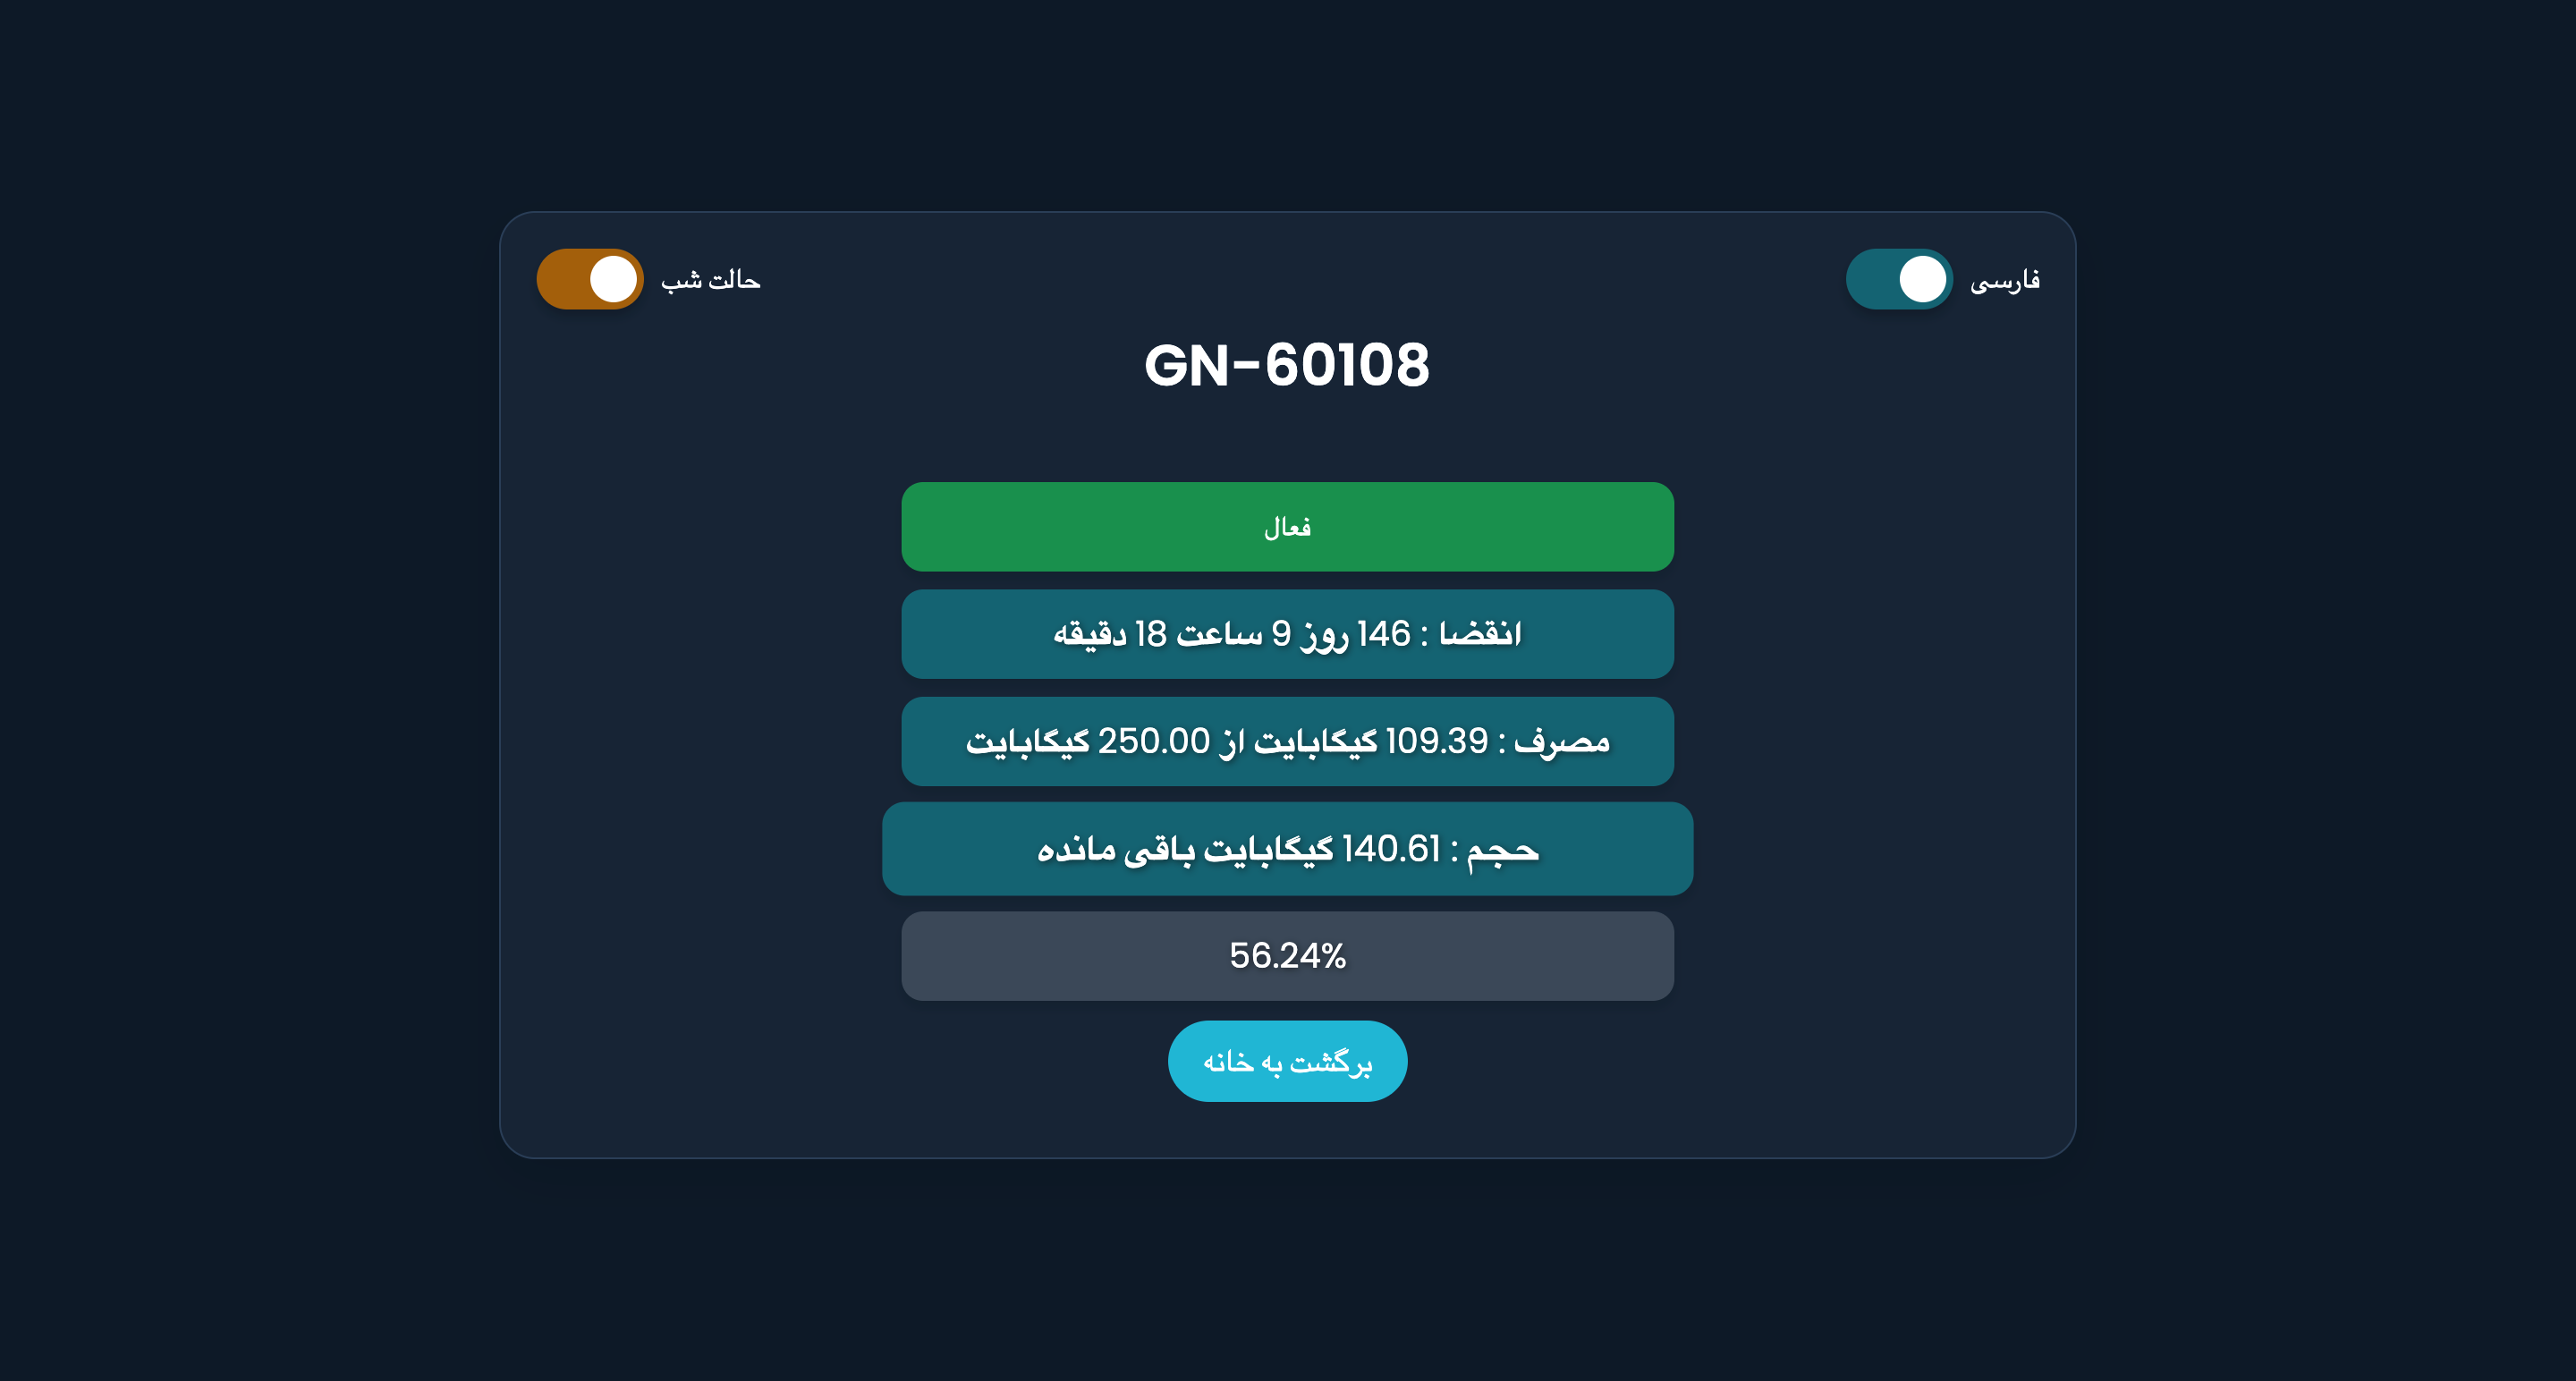 فارسی
حالت شب
GN-60108
فعال
انقضا : 146 روز 9 ساعت 18 دقیقه
مصرف : 109.39 گیگابایت از 250.00 گیگابایت
حجم : 140.61 گیگابایت باقی مانده
56.24%
برگشت به خانه